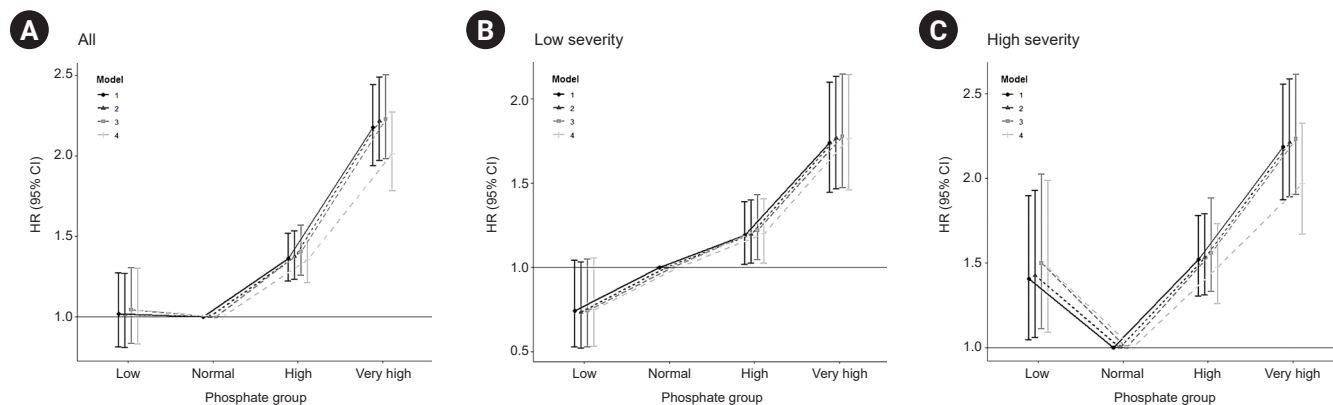 A All
HR (95% CI)
2.5
2.0
1.5
1.0
Model
1
2
3
4
Low Normal High Very high
Phosphate group
B Low severity
HR (95% CI)
2.0
1.5
1.0
0.5
Model
1
2
3
4
Low Normal High Very high
Phosphate group
C High severity
HR (95% CI)
2.5
2.0
1.5
1.0
Model
1
2
3
4
Low Normal High Very high
Phosphate group